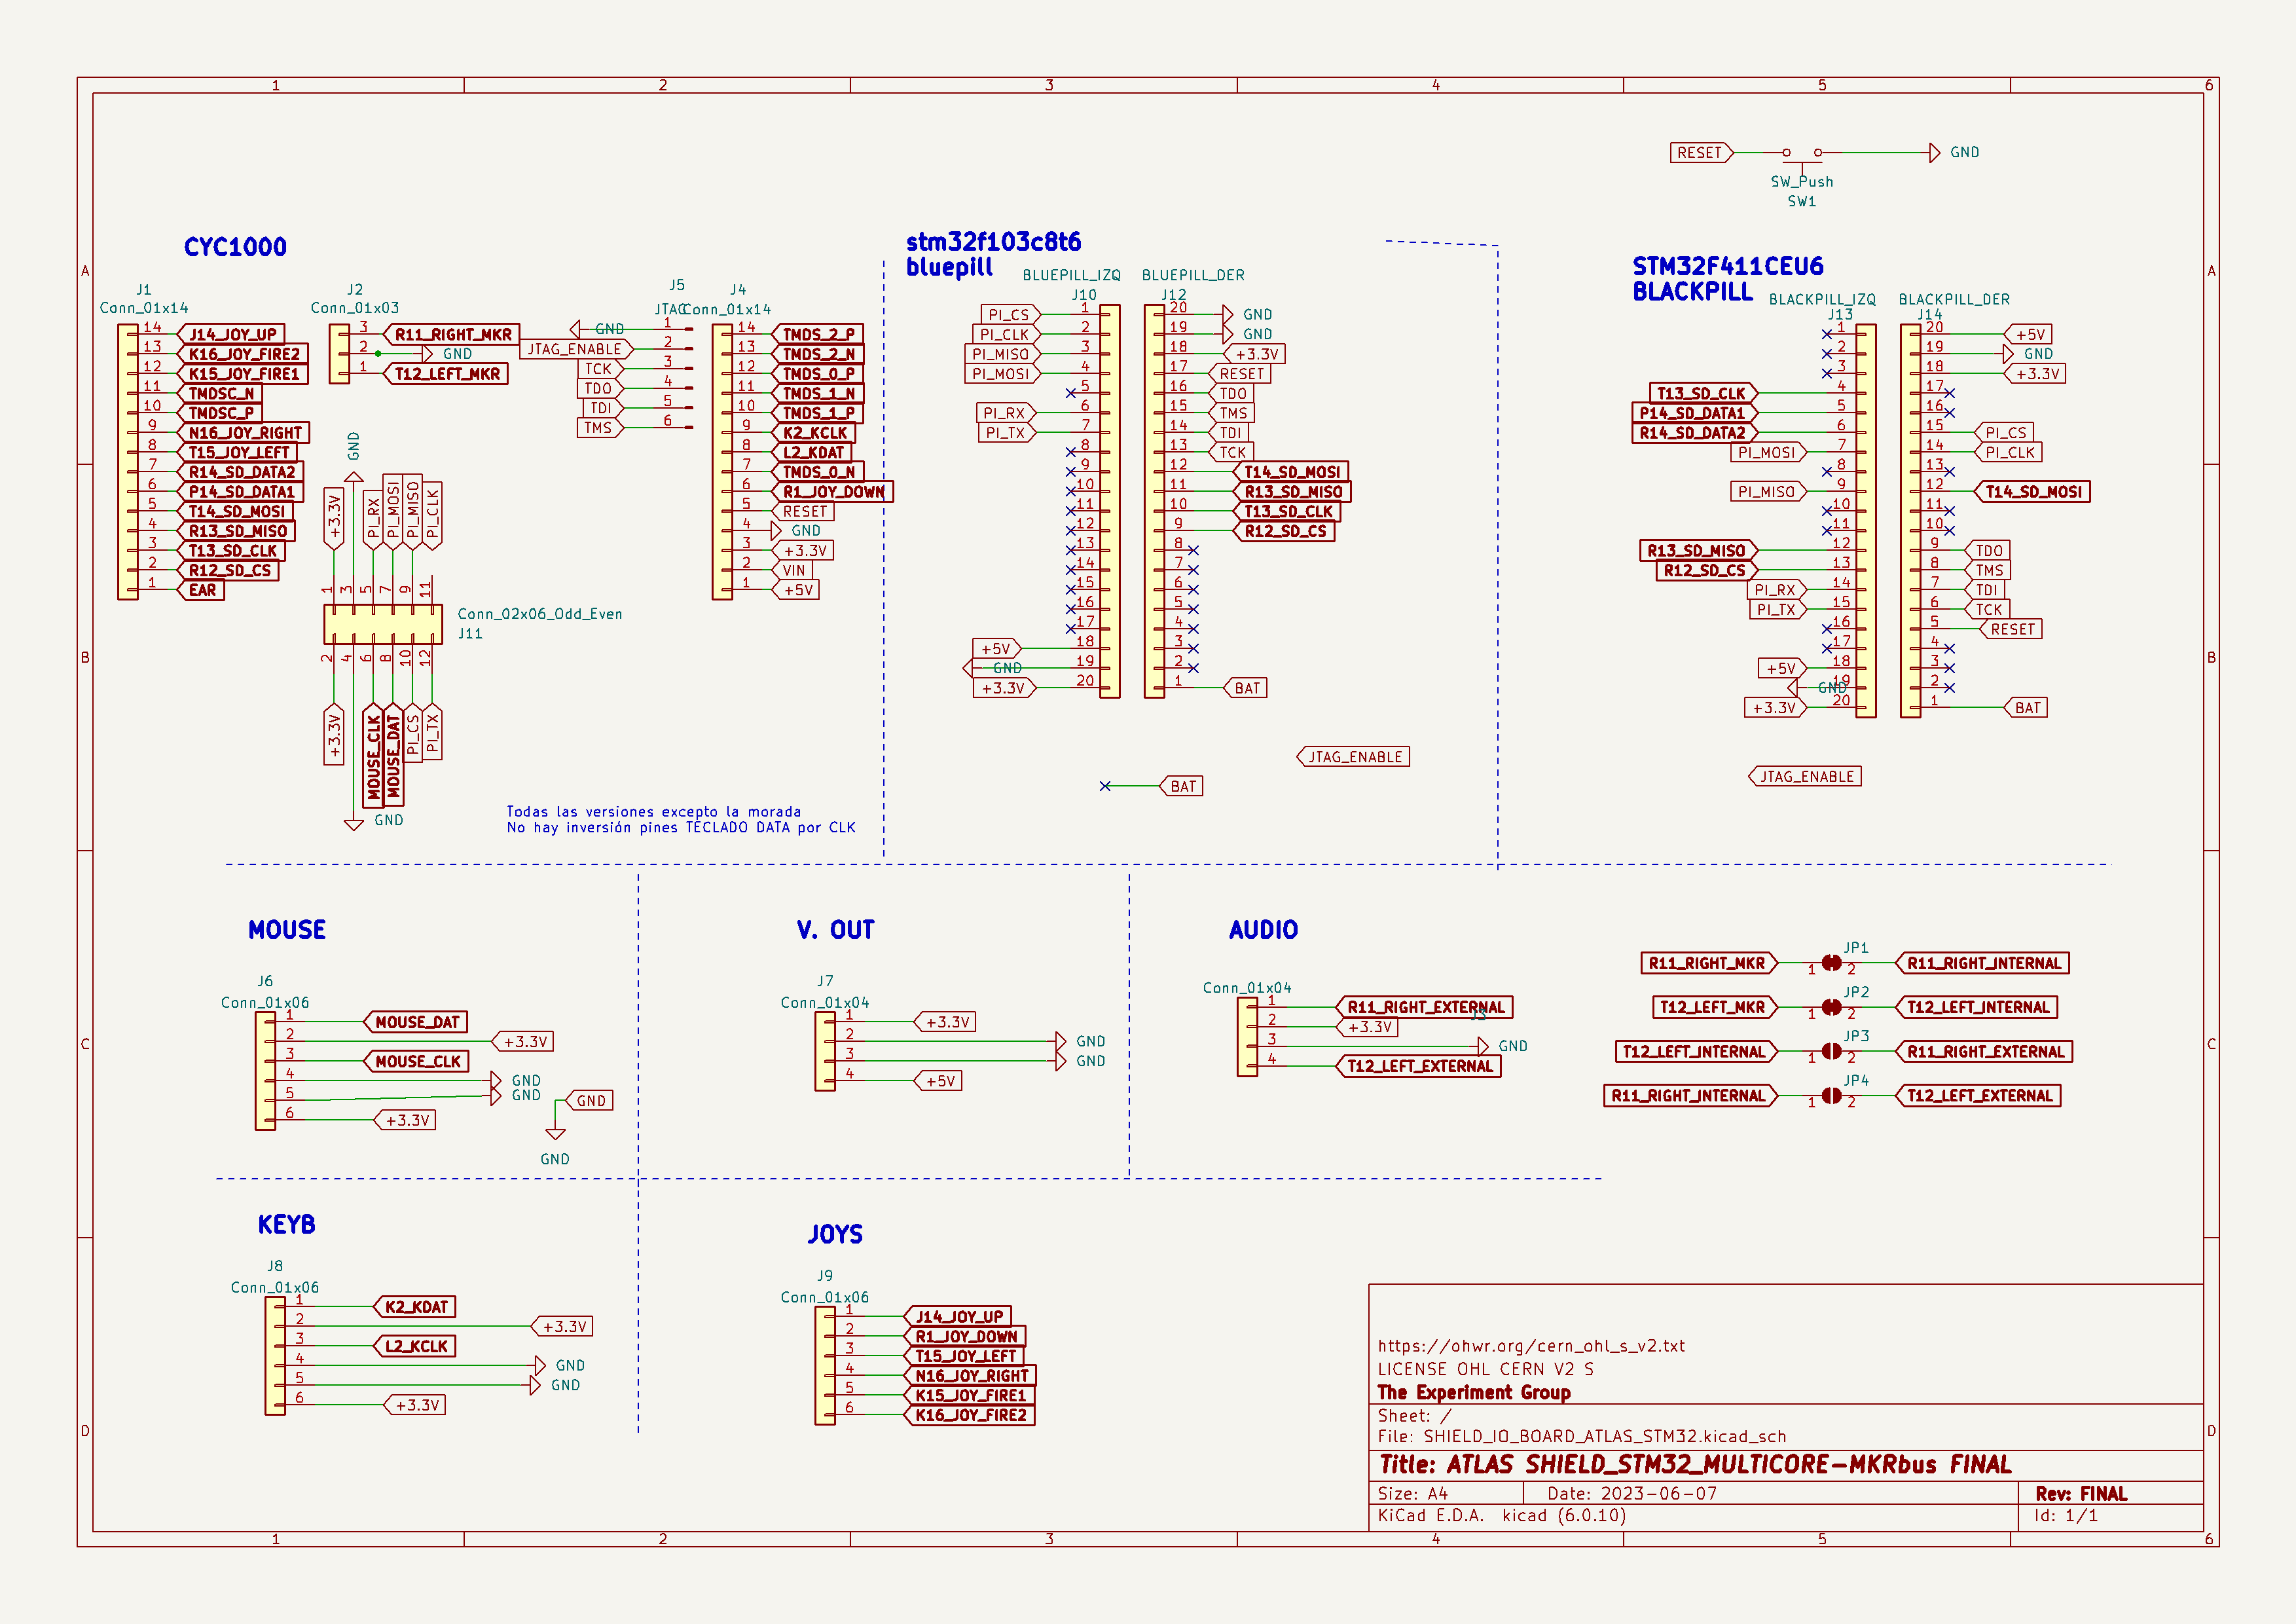 1 2 3 4 5 6
A
B
C
D
RESET
GND
SW_Push
SW1
CYC1000
J1
Conn_01x14
14 J14_JOY_UP
13 K16_JOY_FIRE2
12 K15_JOY_FIRE1
11 TMDSC_N
10 TMDSC_P
9 N16_JOY_RIGHT
8 T15_JOY_LEFT
7 R14_SD_DATA2
6 P14_SD_DATA1
5 T14_SD_MOSI
4 R13_SD_MISO
3 T13_SD_CLK
2 R12_SD_CS
1 EAR
J2
Conn_01x03
3 R11_RIGHT_MKR
2 GND
1 T12_LEFT_MKR
J5
JTAG
GND 1
JTAG_ENABLE 2
TCK 3
TDO 4
TDI 5
TMS 6
J4
Conn_01x14
14 TMDS_2_P
13 TMDS_2_N
12 TMDS_0_P
11 TMDS_1_N
10 TMDS_1_P
9 K2_KCLK
8 L2_KDAT
7 TMDS_0_N
6 R1_JOY_DOWN
5 RESET
4 GND
3 +3.3V
2 VIN
1 +5V
GND
+3.3V PI_RX PI_MOSI PI_MISO PI_CLK
1 3 5 7 9 11
Conn_02x06_Odd_Even
J11
2 4 6 8 10 12
+3.3V MOUSE_CLK MOUSE_DAT PI_CS PI_TX
GND
Todas las versiones excepto la morada
No hay inversión pines TECLADO DATA por CLK
stm32f103c8t6
bluepill
BLUEPILL_IZQ
J10
PI_CS 1
PI_CLK 2
PI_MISO 3
PI_MOSI 4
5
PI_RX 6
PI_TX 7
8
9
10
11
12
13
14
15
16
17
+5V 18
GND 19
+3.3V 20
BLUEPILL_DER
J12
20 GND
19 GND
18 +3.3V
17 RESET
16 TDO
15 TMS
14 TDI
13 TCK
12 T14_SD_MOSI
11 R13_SD_MISO
10 T13_SD_CLK
9 R12_SD_CS
8
7
6
5
4
3
2
1 BAT
JTAG_ENABLE
BAT
STM32F411CEU6
BLACKPILL
BLACKPILL_IZQ
J13
1
2
3
T13_SD_CLK 4
P14_SD_DATA1 5
R14_SD_DATA2 6
PI_MOSI 7
8
PI_MISO 9
10
11
R13_SD_MISO 12
R12_SD_CS 13
PI_RX 14
PI_TX 15
16
17
+5V 18
GND 19
+3.3V 20
BLACKPILL_DER
J14
20 +5V
19 GND
18 +3.3V
17
16
15 PI_CS
14 PI_CLK
13
12 T14_SD_MOSI
11
10
9 TDO
8 TMS
7 TDI
6 TCK
5 RESET
4
3
2
1 BAT
JTAG_ENABLE
MOUSE
J6
Conn_01x06
1 MOUSE_DAT
2 +3.3V
3 MOUSE_CLK
4 GND
5 GND
6 +3.3V
GND
GND
V. OUT
J7
Conn_01x04
1 +3.3V
2 GND
3 GND
4 +5V
AUDIO
Conn_01x04
J3
1 R11_RIGHT_EXTERNAL
2 +3.3V
3 GND
4 T12_LEFT_EXTERNAL
JP1
R11_RIGHT_MKR 1 2 R11_RIGHT_INTERNAL
JP2
T12_LEFT_MKR 1 2 T12_LEFT_INTERNAL
JP3
T12_LEFT_INTERNAL 1 2 R11_RIGHT_EXTERNAL
JP4
R11_RIGHT_INTERNAL 1 2 T12_LEFT_EXTERNAL
KEYB
J8
Conn_01x06
1 K2_KDAT
2 +3.3V
3 L2_KCLK
4 GND
5 GND
6 +3.3V
JOYS
J9
Conn_01x06
1 J14_JOY_UP
2 R1_JOY_DOWN
3 T15_JOY_LEFT
4 N16_JOY_RIGHT
5 K15_JOY_FIRE1
6 K16_JOY_FIRE2
https://ohwr.org/cern_ohl_s_v2.txt
LICENSE OHL CERN V2 S
The Experiment Group
Sheet: /
File: SHIELD_IO_BOARD_ATLAS_STM32.kicad_sch
Title: ATLAS SHIELD_STM32_MULTICORE-MKRbus FINAL
Size: A4 Date: 2023-06-07 Rev: FINAL
KiCad E.D.A. kicad (6.0.10) Id: 1/1
A
B
C
D
1 2 3 4 5 6